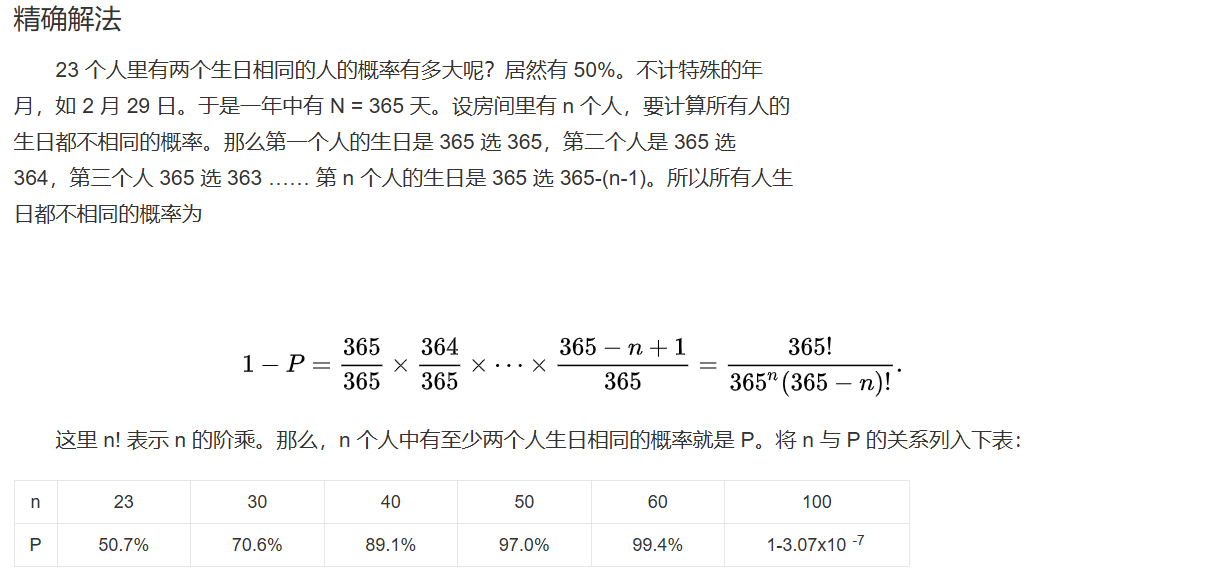 精确解法
23 个人里有两个生日相同的人的概率有多大呢？居然有 50%。不计特殊的年
月，如 2 月 29 日。于是一年中有 N = 365 天。设房间里有 n 个人，要计算所有人的
生日都不相同的概率。那么第一个人的生日是 365 选 365，第二个人是 365 选
364，第三个人 365 选 363 …… 第 n 个人的生日是 365 选 365-(n-1)。所以所有人生
日都不相同的概率为
1 − P = 365/365 × 364/365 × ··· × (365 − n + 1)/365 = 365!/(365ⁿ(365 − n)!).
这里 n! 表示 n 的阶乘。那么，n 个人中有至少两个人生日相同的概率就是 P。将 n 与 P 的关系列入下表：
n 23 30 40 50 60 100
P 50.7% 70.6% 89.1% 97.0% 99.4% 1-3.07x10 ⁻⁷